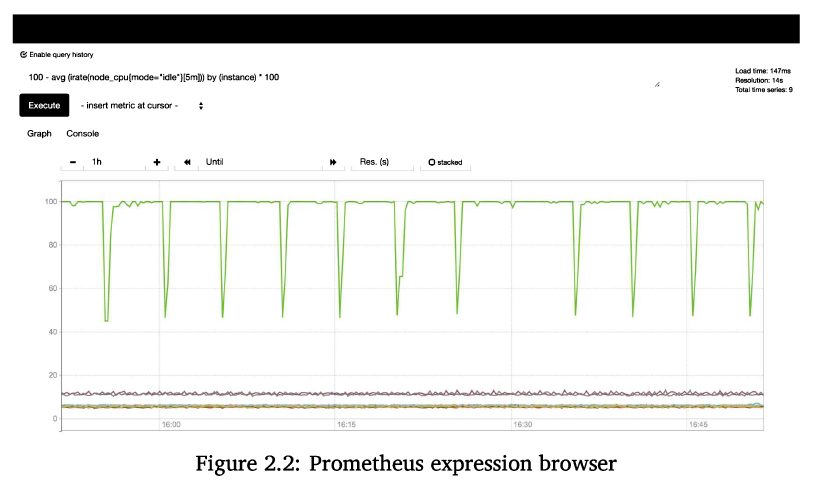 Enable query history
100 - avg (irate(node_cpu{mode="idle"}[5m])) by (instance) * 100
Load time: 147ms
Resolution: 14s
Total time series: 9
Execute - insert metric at cursor -
Graph Console
1h Until Res. (s) stacked
100
80
60
40
20
0
16:00 16:15 16:30 16:45
Figure 2.2: Prometheus expression browser